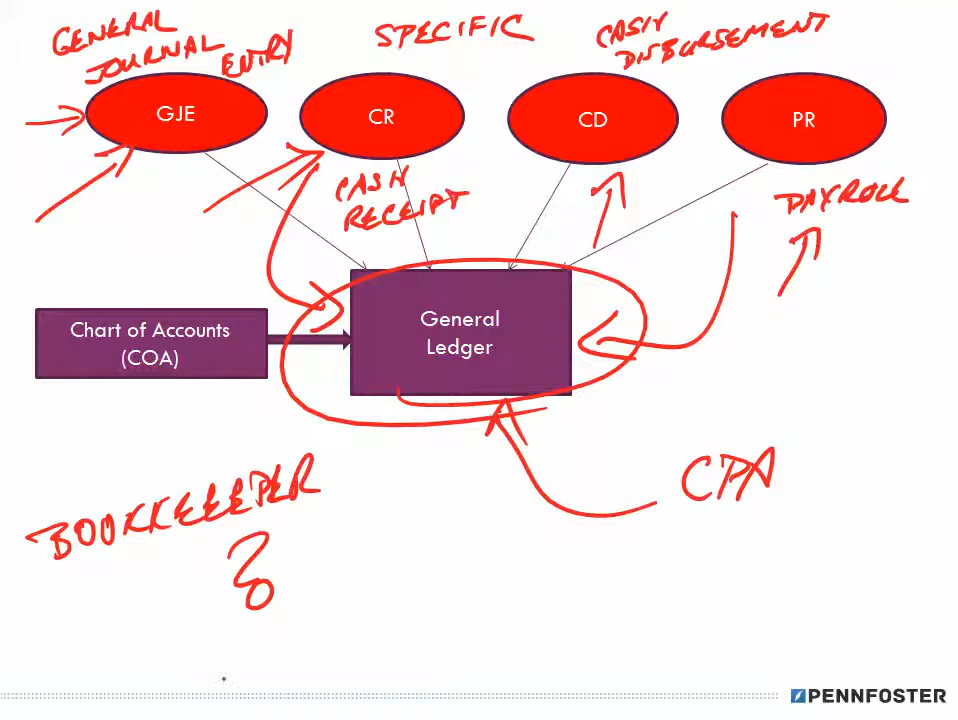 GENERAL
JOURNAL ENTRY
SPECIFIC
CASH
DISBURSEMENT
GJE
CR
CD
PR
CASH
RECEIPT
PAYROLL
Chart of Accounts
(COA)
General
Ledger
CPA
BOOKKEEEPER
PENNFOSTER